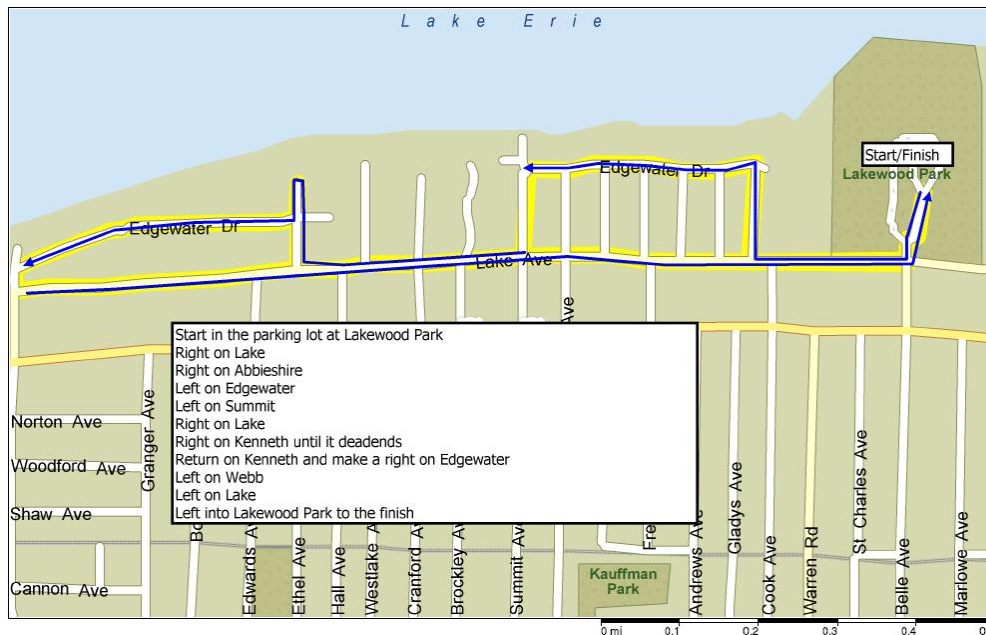 Lake Erie
Start/Finish
Lakewood Park
Edgewater Dr
Edgewater Dr
Lake Ave
Ave
Start in the parking lot at Lakewood Park
Right on Lake
Right on Abbieshire
Left on Edgewater
Left on Summit
Right on Lake
Right on Kenneth until it deadends
Return on Kenneth and make a right on Edgewater
Left on Webb
Left on Lake
Left into Lakewood Park to the finish
Norton Ave
Woodford Ave
Shaw Ave
Cannon Ave
Granger Ave
Bo
Edwards Av
Ethel Ave
Hall Ave
Westlake A
Cranford Av
Brockley Av
Summit Ave
Fre
Andrews Ave
Gladys Ave
Cook Ave
Warren Rd
St Charles Ave
Belle Ave
Marlowe Ave
Kauffman
Park
0 mi 0.1 0.2 0.3 0.4